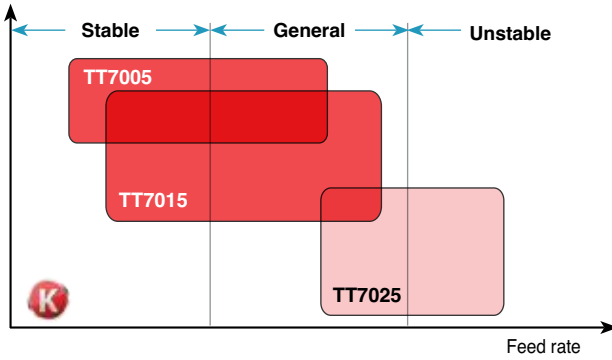 Stable
General
Unstable
TT7005
TT7015
TT7025
K
Feed rate